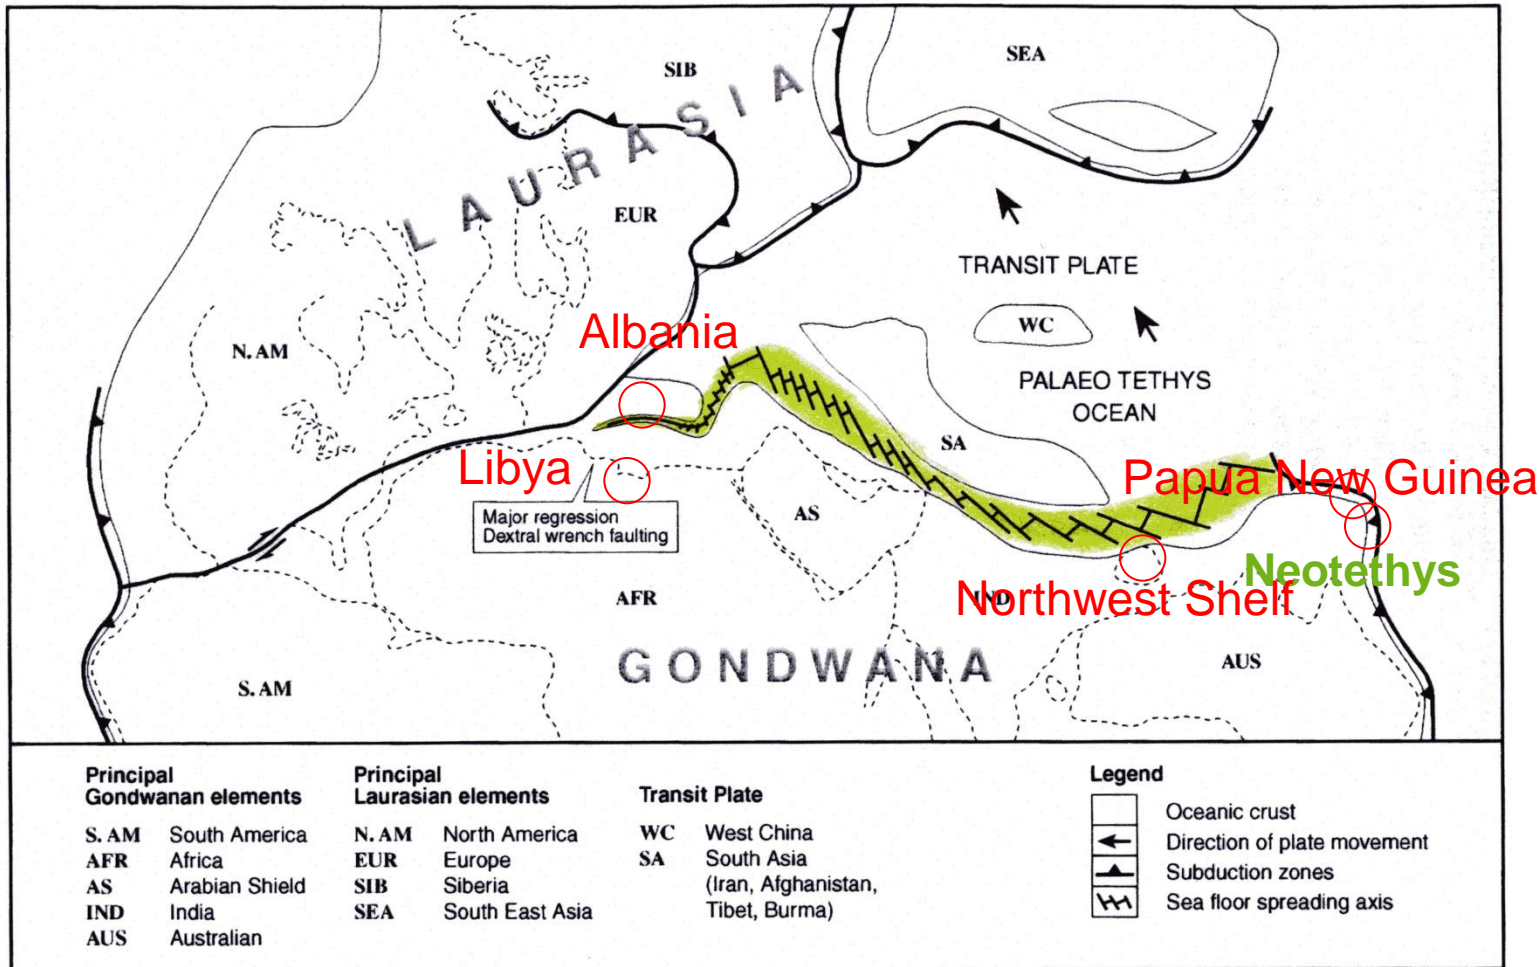 SIB
SEA
LAURASIA
EUR
TRANSIT PLATE
WC
Albania
N. AM
PALAEO TETHYS
OCEAN
SA
Libya
Papua New Guinea
Major regression
Dextral wrench faulting
AS
Neotethys
AFR
IND
Northwest Shelf
GONDWANA
AUS
S. AM
Principal
Gondwanan elements
S. AM South America
AFR Africa
AS Arabian Shield
IND India
AUS Australian
Principal
Laurasian elements
N. AM North America
EUR Europe
SIB Siberia
SEA South East Asia
Transit Plate
WC West China
SA South Asia
(Iran, Afghanistan,
Tibet, Burma)
Legend
Oceanic crust
Direction of plate movement
Subduction zones
Sea floor spreading axis